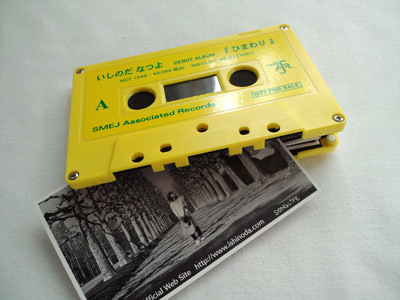 いしのだ なつよ DEBUT ALBUM 『ひまわり』
A
NOT FOR SALE
SMEJ Associated Records
SONGLIFE
official Web Site http://www.ishinoda.com